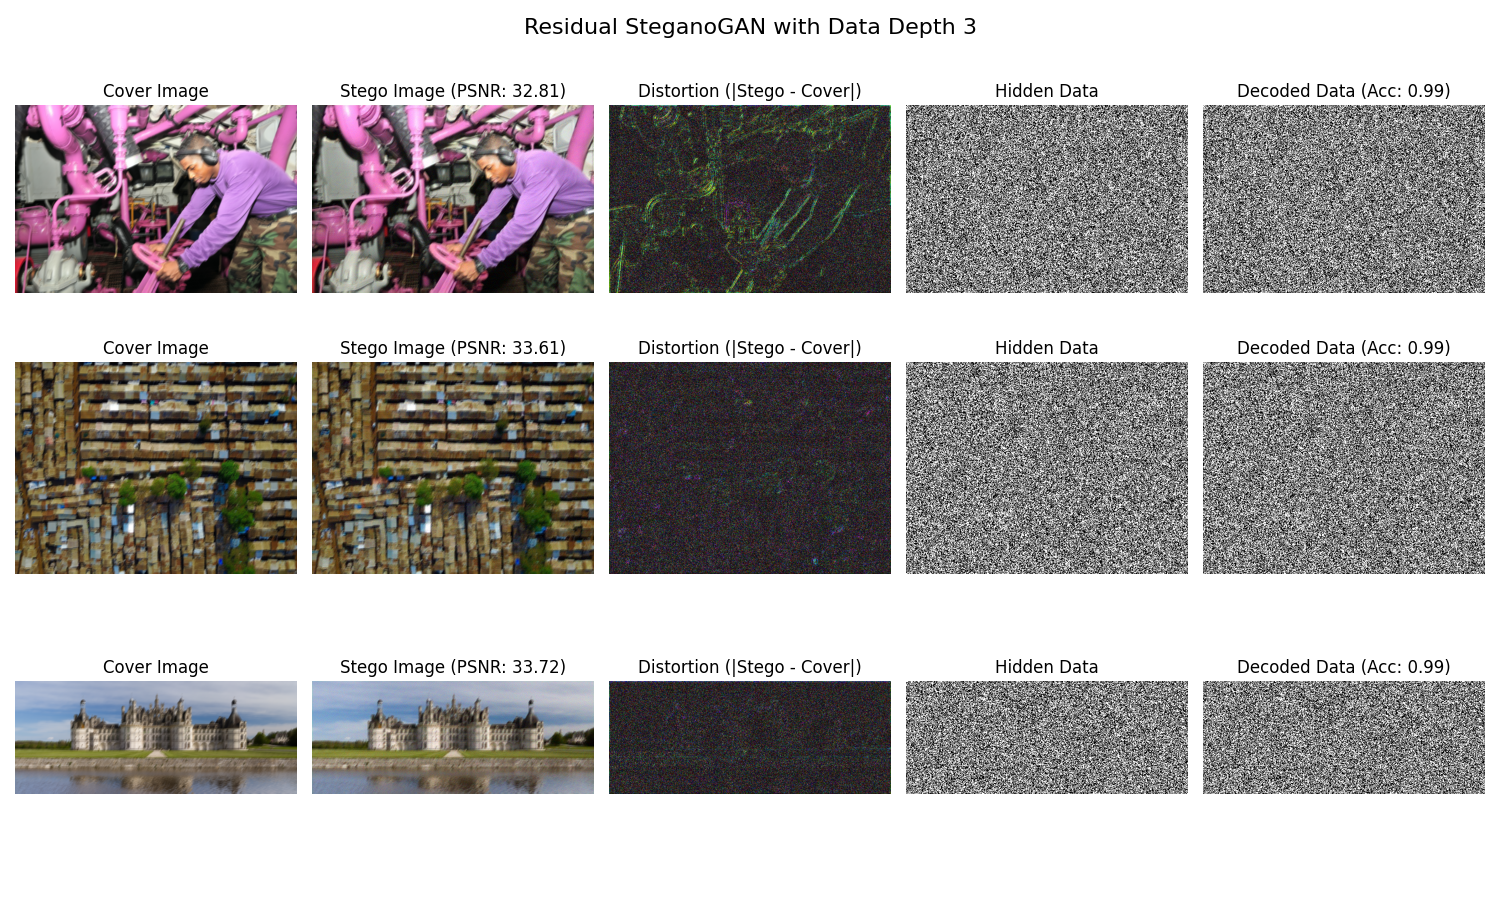 Residual SteganoGAN with Data Depth 3
Cover Image
Stego Image (PSNR: 32.81)
Distortion (|Stego - Cover|)
Hidden Data
Decoded Data (Acc: 0.99)
Cover Image
Stego Image (PSNR: 33.61)
Distortion (|Stego - Cover|)
Hidden Data
Decoded Data (Acc: 0.99)
Cover Image
Stego Image (PSNR: 33.72)
Distortion (|Stego - Cover|)
Hidden Data
Decoded Data (Acc: 0.99)